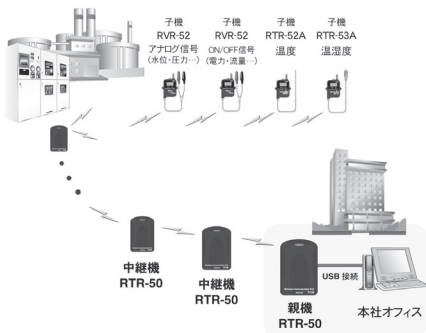 子機
RVR-52
アナログ信号
(水位・圧力…)
子機
RVR-52
ON/OFF信号
(電力・流量…)
子機
RTR-52A
温度
子機
RTR-53A
温湿度
中継機
RTR-50
中継機
RTR-50
親機
RTR-50
USB 接続
本社オフィス